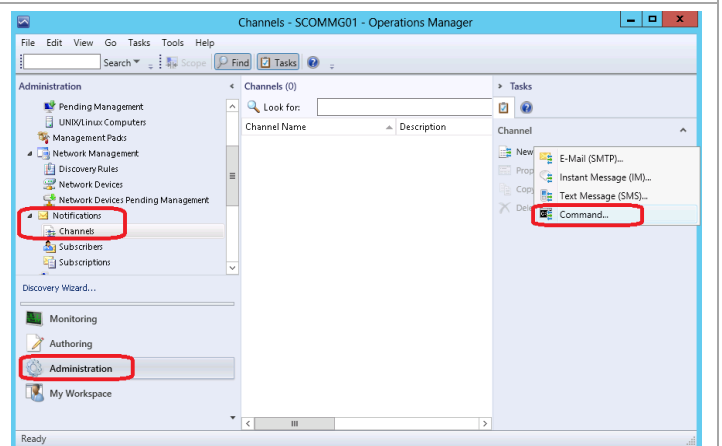 Channels - SCOMMG01 - Operations Manager
File Edit View Go Tasks Tools Help
Search Scope Find Tasks
Administration
Pending Management
UNIX/Linux Computers
Management Packs
Network Management
Discovery Rules
Network Devices
Network Devices Pending Management
Notifications
Channels
Subscribers
Subscriptions
Discovery Wizard...
Monitoring
Authoring
Administration
My Workspace
Channels (0)
Look for:
Channel Name Description
Tasks
Channel
New
Prop
Copy
Dele
E-Mail (SMTP)...
Instant Message (IM)...
Text Message (SMS)...
Command...
Ready